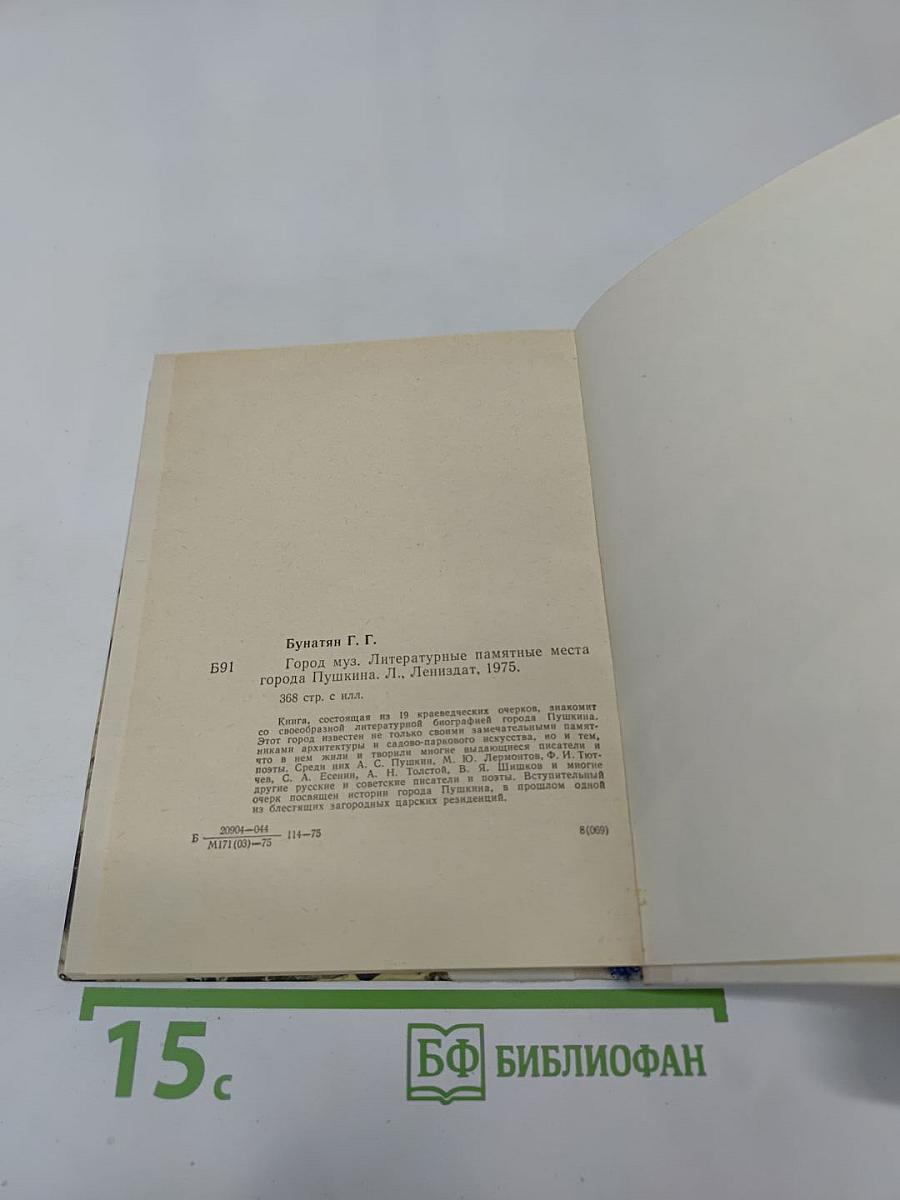 Бунатян Г. Г.
Б91 Город муз. Литературные памятные места
города Пушкина. Л., Лениздат, 1975.
368 стр. с илл.
Книга, состоящая из 19 краеведческих очерков, знакомит
со своеобразной литературной биографией города Пушкина.
Этот город известен не только своими замечательными памят-
никами архитектуры и садово-паркового искусства, но и тем,
что в нем жили и творили многие выдающиеся писатели и
поэты. Среди них А. С. Пушкин, М. Ю. Лермонтов, Ф. И. Тют-
чев, С. А. Есенин, А. Н. Толстой, В. Я. Шишков и многие
другие русские и советские писатели и поэты. Вступительный
очерк посвящен истории города Пушкина, в прошлом одной
из блестящих загородных царских резиденций.
Б 20904—044 114—75 8(069)
М171(03)—75
15 с БФ БИБЛИОФАН